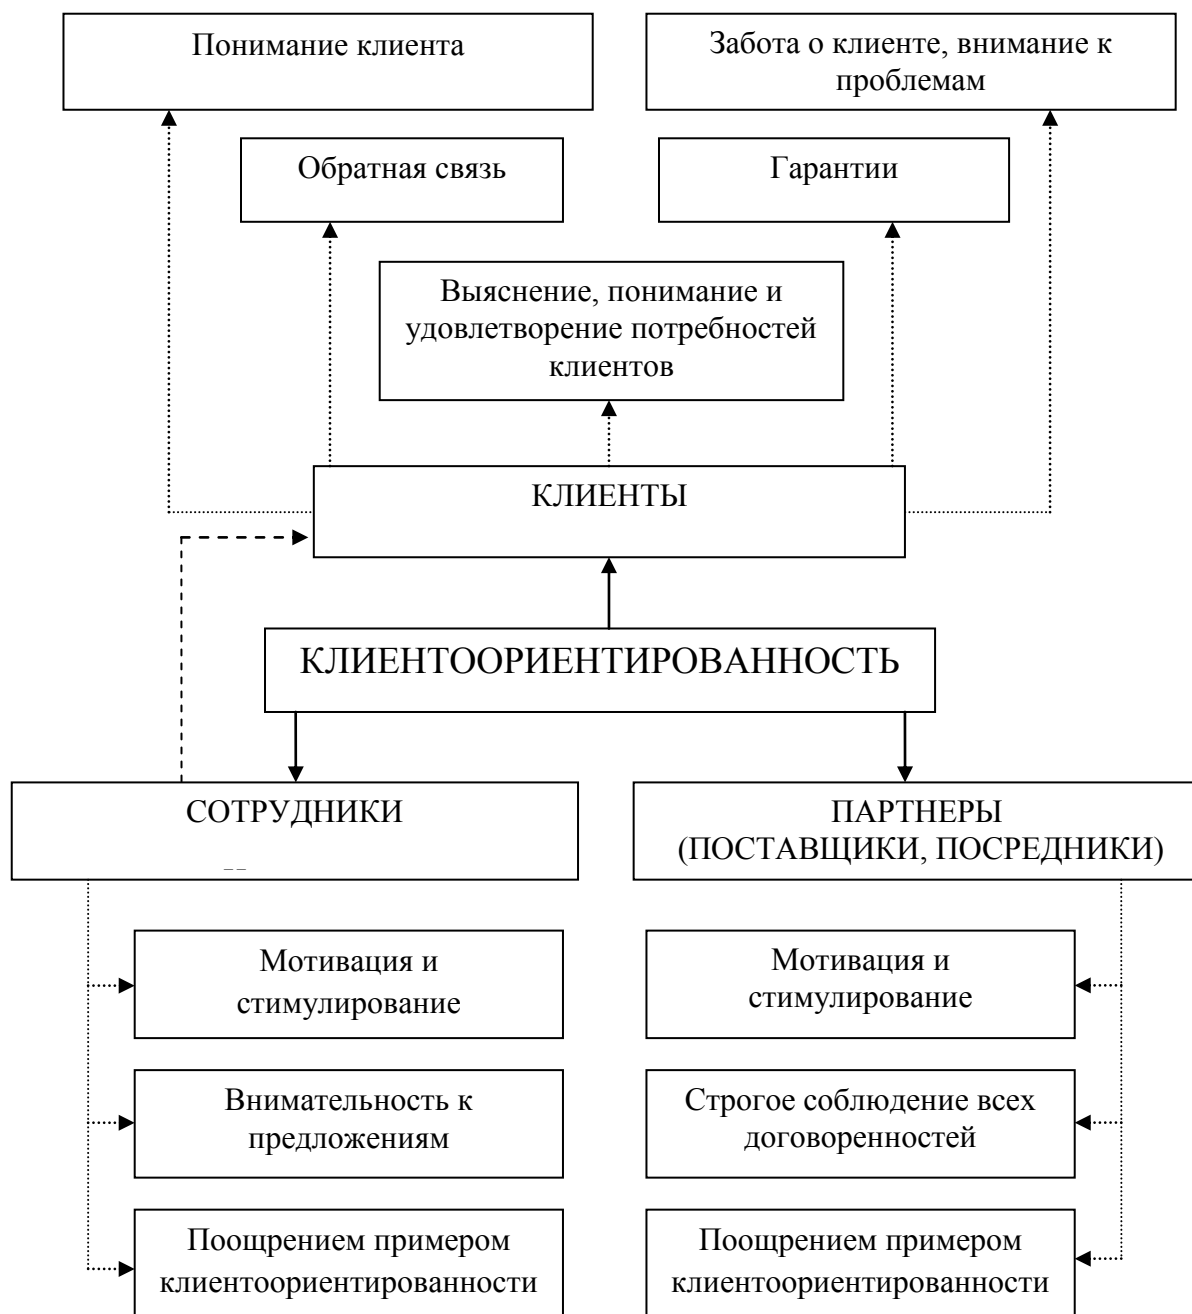 Понимание клиента
Забота о клиенте, внимание к
проблемам
Обратная связь
Гарантии
Выяснение, понимание и
удовлетворение потребностей
клиентов
КЛИЕНТЫ
КЛИЕНТООРИЕНТИРОВАННОСТЬ
СОТРУДНИКИ
ПАРТНЕРЫ
(ПОСТАВЩИКИ, ПОСРЕДНИКИ)
Мотивация и
стимулирование
Мотивация и
стимулирование
Внимательность к
предложениям
Строгое соблюдение всех
договоренностей
Поощрением примером
клиентоориентированности
Поощрением примером
клиентоориентированности